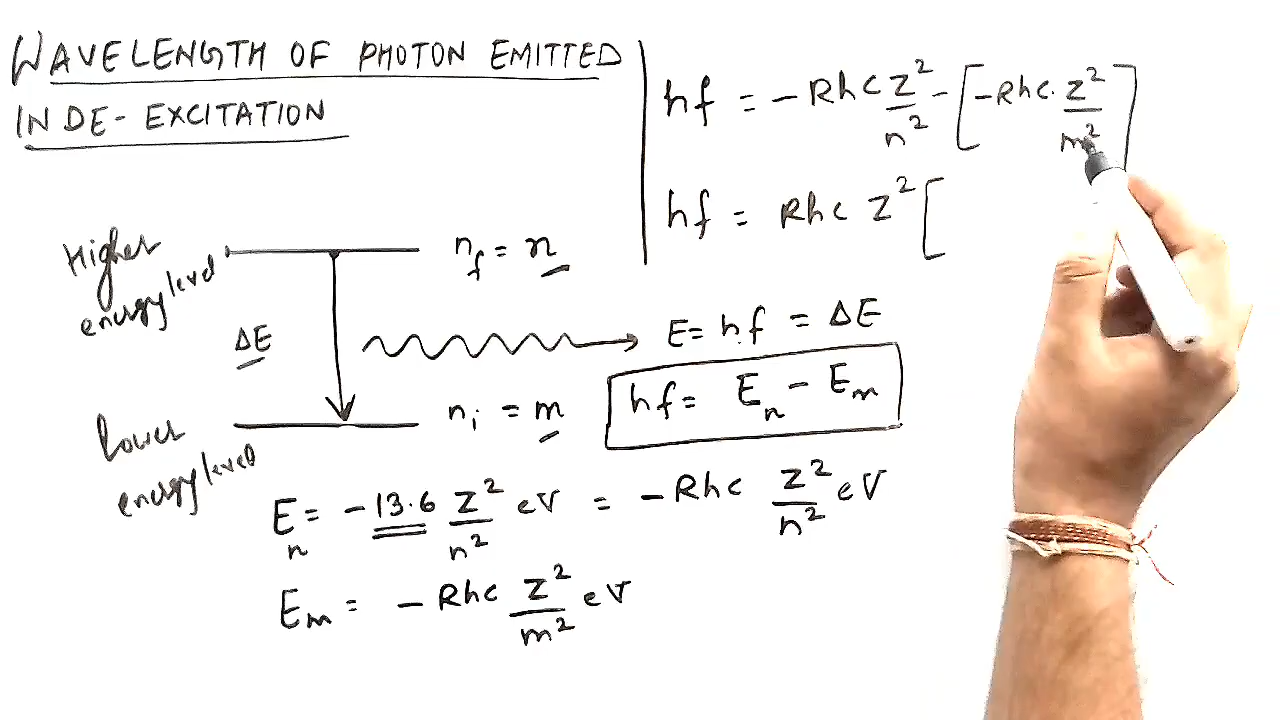 WAVELENGTH OF PHOTON EMITTED
IN DE-EXCITATION
Higher
energy level
n_f = n
ΔE
E = hf = ΔE
hf = E_n - E_m
Lower
energy level
n_i = m
E_n = -13.6 Z²/n² eV = -Rhc Z²/n² eV
E_m = -Rhc Z²/m² eV
hf = -Rhc Z²/n² - [-Rhc. Z²/m²]
hf = Rhc Z² [